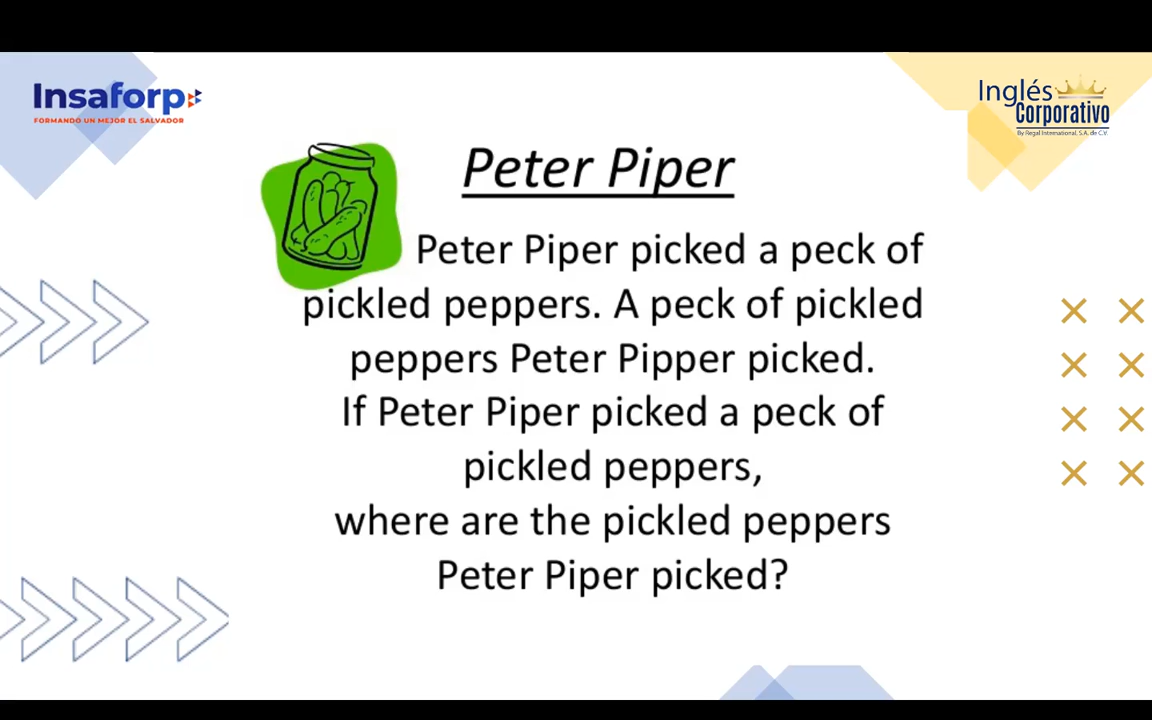 Insaforp
FORMANDO UN MEJOR EL SALVADOR
Inglés
Corporativo
By Regal International, S.A. de C.V.
Peter Piper
Peter Piper picked a peck of
pickled peppers. A peck of pickled
peppers Peter Pipper picked.
If Peter Piper picked a peck of
pickled peppers,
where are the pickled peppers
Peter Piper picked?